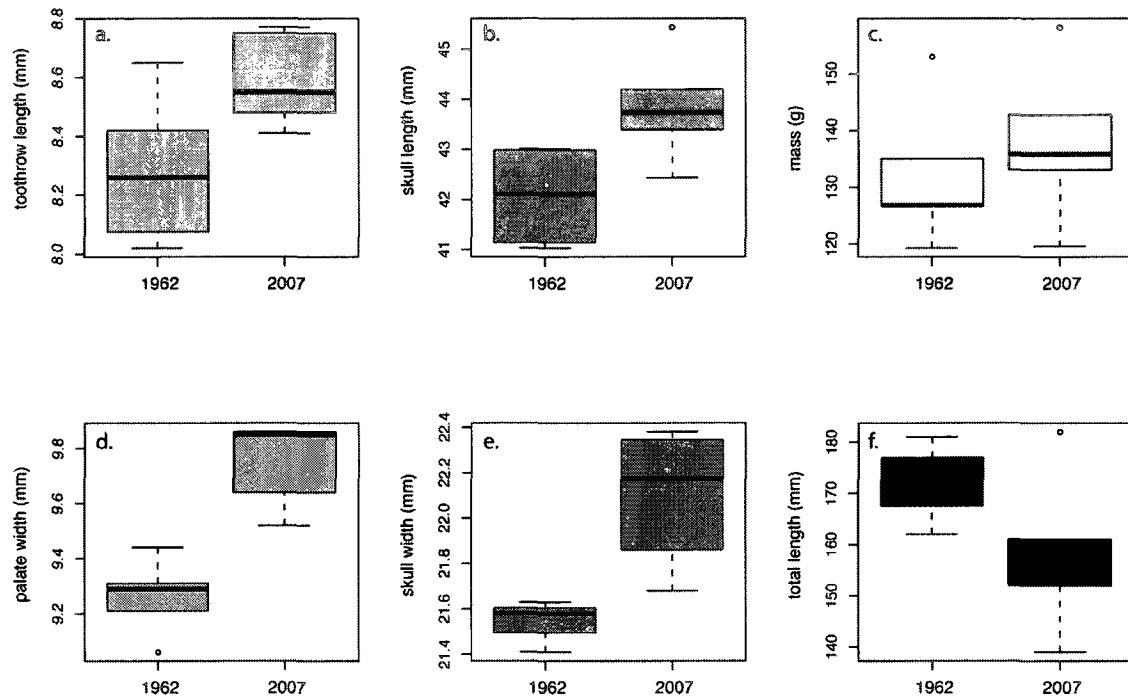 a.
toothrow length (mm)
8.8
8.6
8.4
8.2
8.0
1962 2007
b.
skull length (mm)
45
44
43
42
41
1962 2007
c.
mass (g)
150
140
130
120
1962 2007
d.
palate width (mm)
9.8
9.6
9.4
9.2
1962 2007
e.
skull width (mm)
22.4
22.2
22.0
21.8
21.6
21.4
1962 2007
f.
total length (mm)
180
170
160
150
140
1962 2007